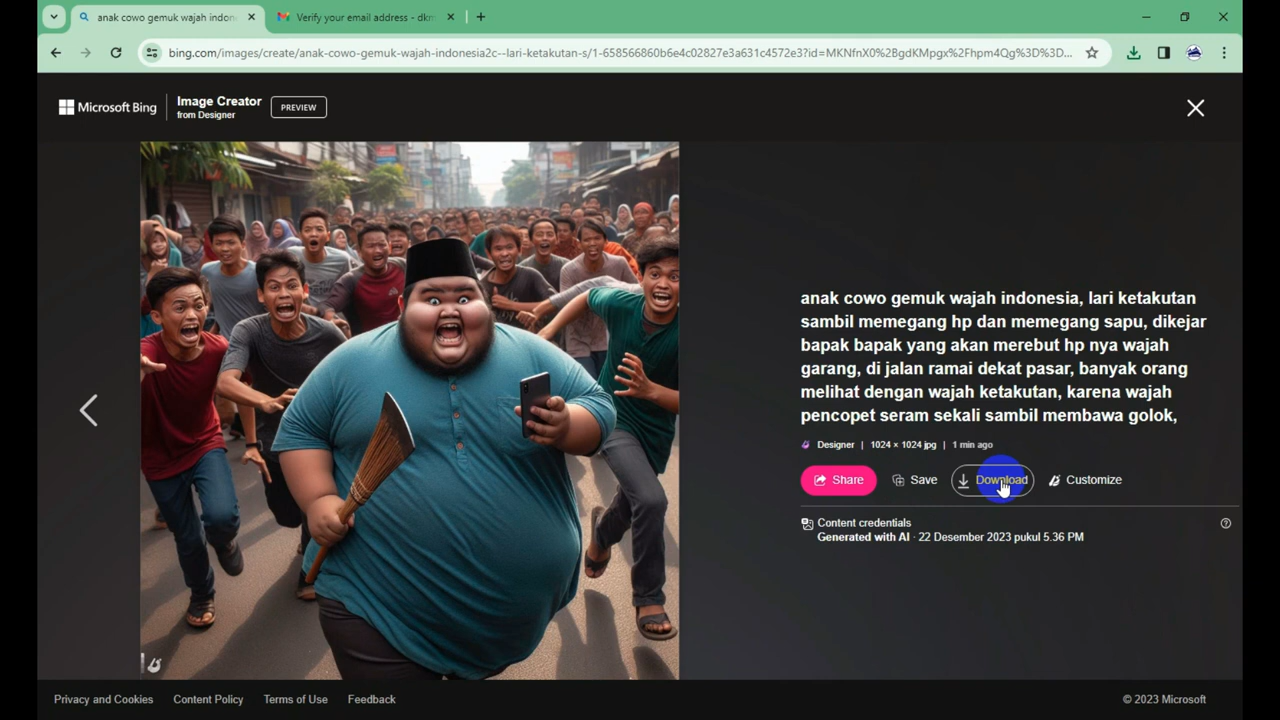 anak cowo gemuk wajah indon
Verify your email address - dkm
bing.com/images/create/anak-cowo-gemuk-wajah-indonesia2c--lari-ketakutan-s/1-658566860b6e4c02827e3a631c4572e3?id=MKNfnX0%2BgdKMpgx%2Fhpm4Qg%3D%3D...
Microsoft Bing
Image Creator
from Designer
PREVIEW
anak cowo gemuk wajah indonesia, lari ketakutan
sambil memegang hp dan memegang sapu, dikejar
bapak bapak yang akan merebut hp nya wajah
garang, di jalan ramai dekat pasar, banyak orang
melihat dengan wajah ketakutan, karena wajah
pencopet seram sekali sambil membawa golok,
Designer | 1024 × 1024 jpg | 1 min ago
Share Save Download Customize
Content credentials
Generated with AI · 22 Desember 2023 pukul 5.36 PM
Privacy and Cookies Content Policy Terms of Use Feedback © 2023 Microsoft